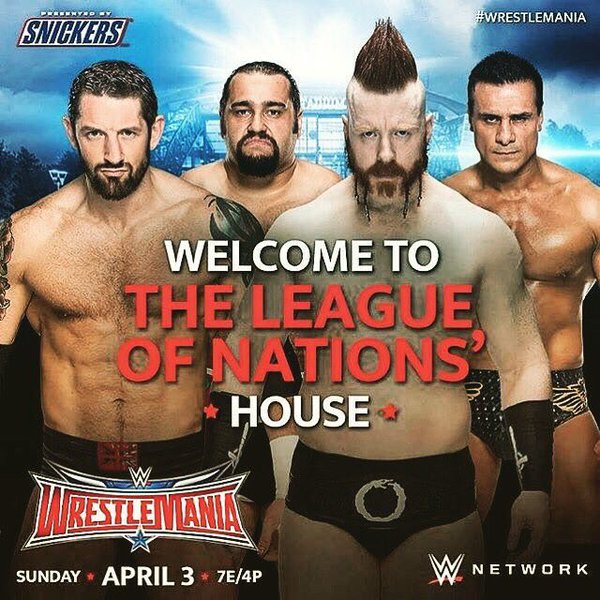 PRESENTED BY
SNICKERS
#WRESTLEMANIA
WELCOME TO
THE LEAGUE
OF NATIONS'
★ HOUSE ★
W
WRESTLEMANIA
SUNDAY ★ APRIL 3 ★ 7E/4P
W NETWORK